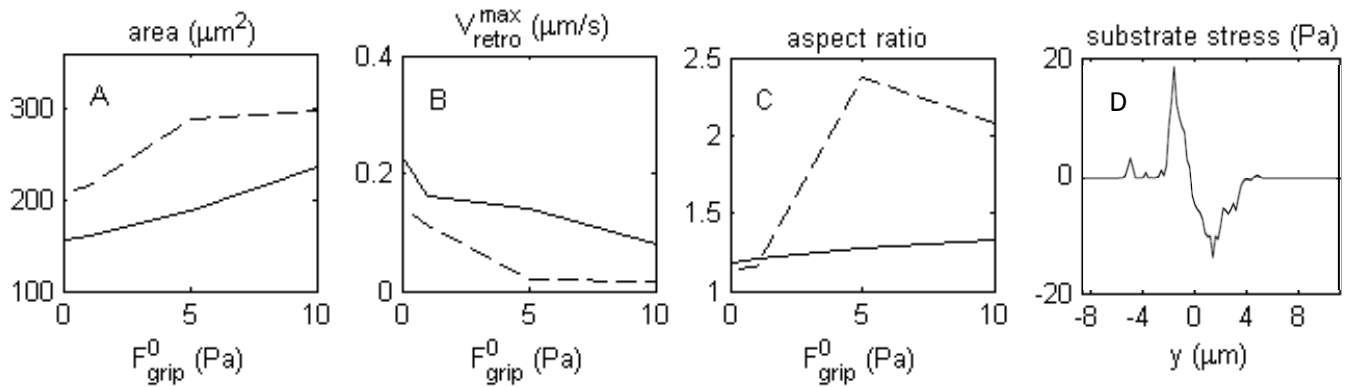 area (μm²)
A
300
200
100
0 5 10
F⁰grip (Pa)
Vmaxretro (μm/s)
B
0.4
0.2
0
0 5 10
F⁰grip (Pa)
aspect ratio
C
2.5
2
1.5
1
0 5 10
F⁰grip (Pa)
substrate stress (Pa)
D
20
0
-20
-8 -4 0 4 8
y (μm)